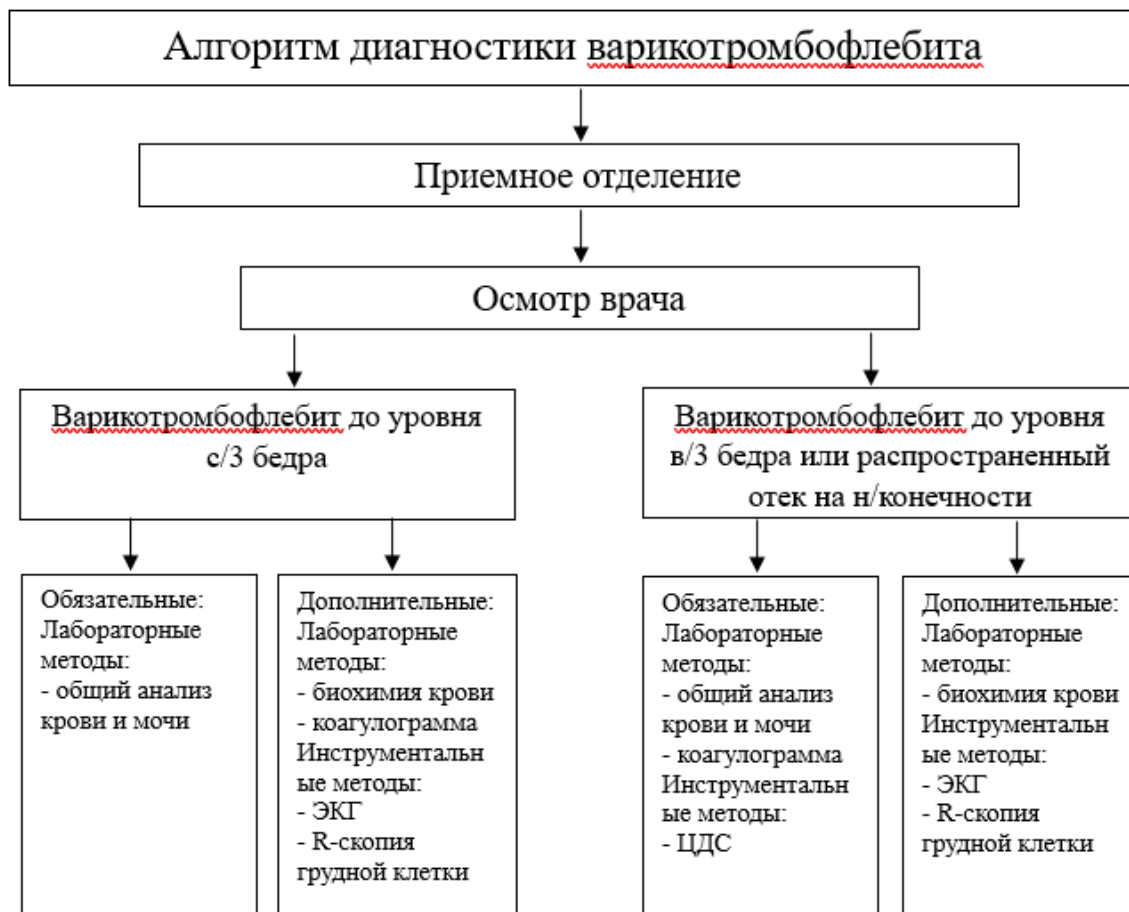 Алгоритм диагностики варикотромбофлебита
Приемное отделение
Осмотр врача
Варикотромбофлебит до уровня
с/3 бедра
Варикотромбофлебит до уровня
в/3 бедра или распространенный
отек на н/конечности
Обязательные:
Лабораторные
методы:
- общий анализ
крови и мочи
Дополнительные:
Лабораторные
методы:
- биохимия крови
- коагулограмма
Инструментальн
ые методы:
- ЭКГ
- R-скопия
грудной клетки
Обязательные:
Лабораторные
методы:
- общий анализ
крови и мочи
- коагулограмма
Инструментальн
ые методы:
- ЦДС
Дополнительные:
Лабораторные
методы:
- биохимия крови
Инструментальн
ые методы:
- ЭКГ
- R-скопия
грудной клетки